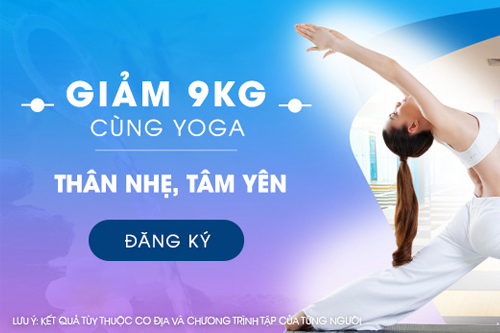 GIẢM 9KG
CÙNG YOGA
THÂN NHẸ, TÂM YÊN
ĐĂNG KÝ
LƯU Ý: KẾT QUẢ TÙY THUỘC CƠ ĐỊA VÀ CHƯƠNG TRÌNH TẬP CỦA TỪNG NGƯỜI